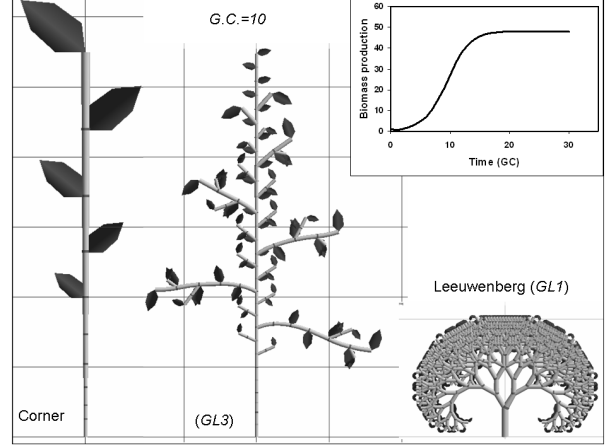 G.C.=10
Biomass production
60
50
40
30
20
10
0
0 10 20 30
Time (GC)
Leeuwenberg (GL1)
Corner
(GL3)